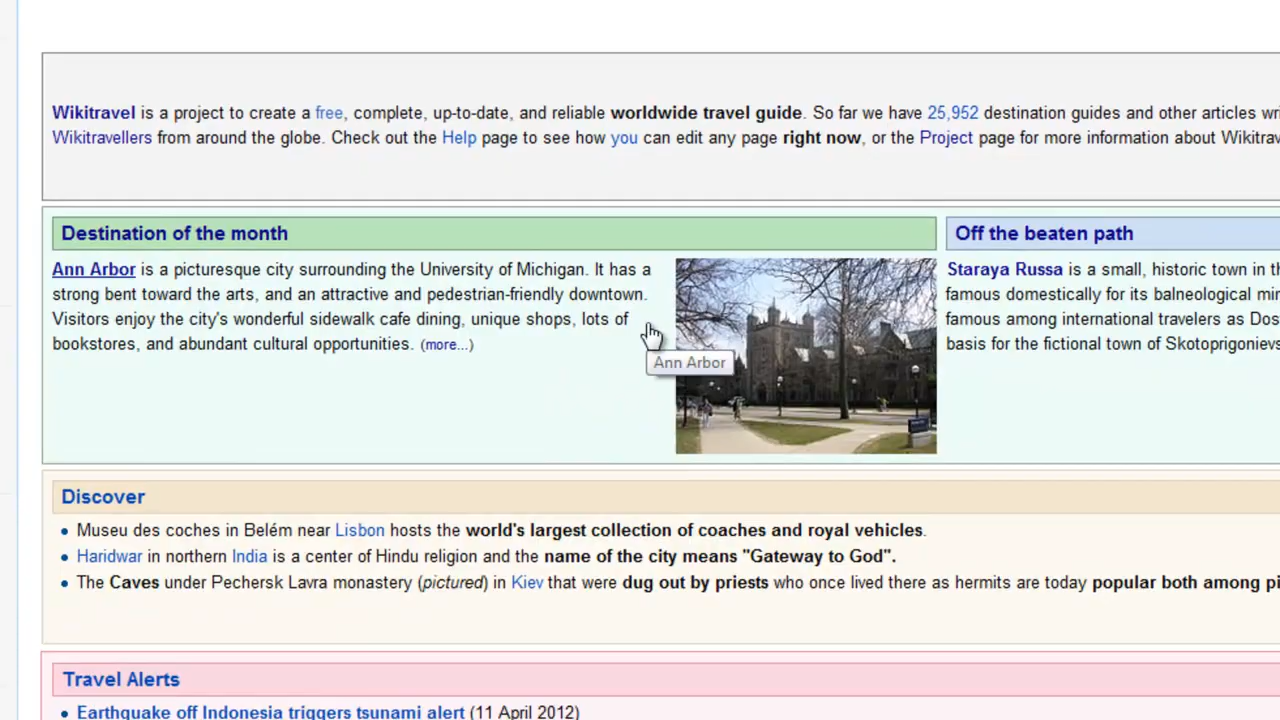 Wikitravel is a project to create a free, complete, up-to-date, and reliable worldwide travel guide. So far we have 25,952 destination guides and other articles
Wikitravellers from around the globe. Check out the Help page to see how you can edit any page right now, or the Project page for more information about
Destination of the month
Ann Arbor is a picturesque city surrounding the University of Michigan. It has a
strong bent toward the arts, and an attractive and pedestrian-friendly downtown.
Visitors enjoy the city's wonderful sidewalk cafe dining, unique shops, lots of
bookstores, and abundant cultural opportunities. (more...)
Ann Arbor
Off the beaten path
Staraya Russa is a small, historic town in
famous domestically for its balneological
famous among international travelers as
basis for the fictional town of
Discover
• Museu des coches in Belém near Lisbon hosts the world's largest collection of coaches and royal vehicles.
• Haridwar in northern India is a center of Hindu religion and the name of the city means "Gateway to God".
• The Caves under Pechersk Lavra monastery (pictured) in Kiev that were dug out by priests who once lived there as hermits are today popular both among
Travel Alerts
• Earthquake off Indonesia triggers tsunami alert (11 April 2012)